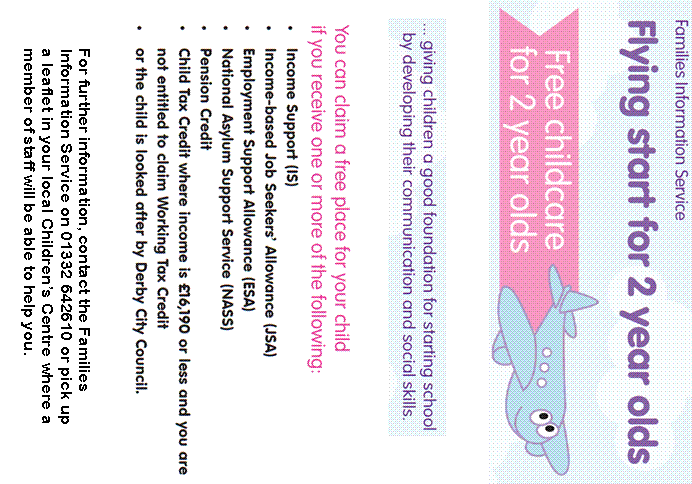 Families Information Service
Flying start for 2 year olds
Free childcare
for 2 year olds
... giving children a good foundation for starting school
by developing their communication and social skills.
You can claim a free place for your child
if you receive one or more of the following:
• Income Support (IS)
• Income-based Job Seekers' Allowance (JSA)
• Employment Support Allowance (ESA)
• National Asylum Support Service (NASS)
• Pension Credit
• Child Tax Credit where income is £16,190 or less and you are
not entitled to claim Working Tax Credit
• or the child is looked after by Derby City Council.
For further information, contact the Families
Information Service on 01332 642610 or pick up
a leaflet in your local Children's Centre where a
member of staff will be able to help you.